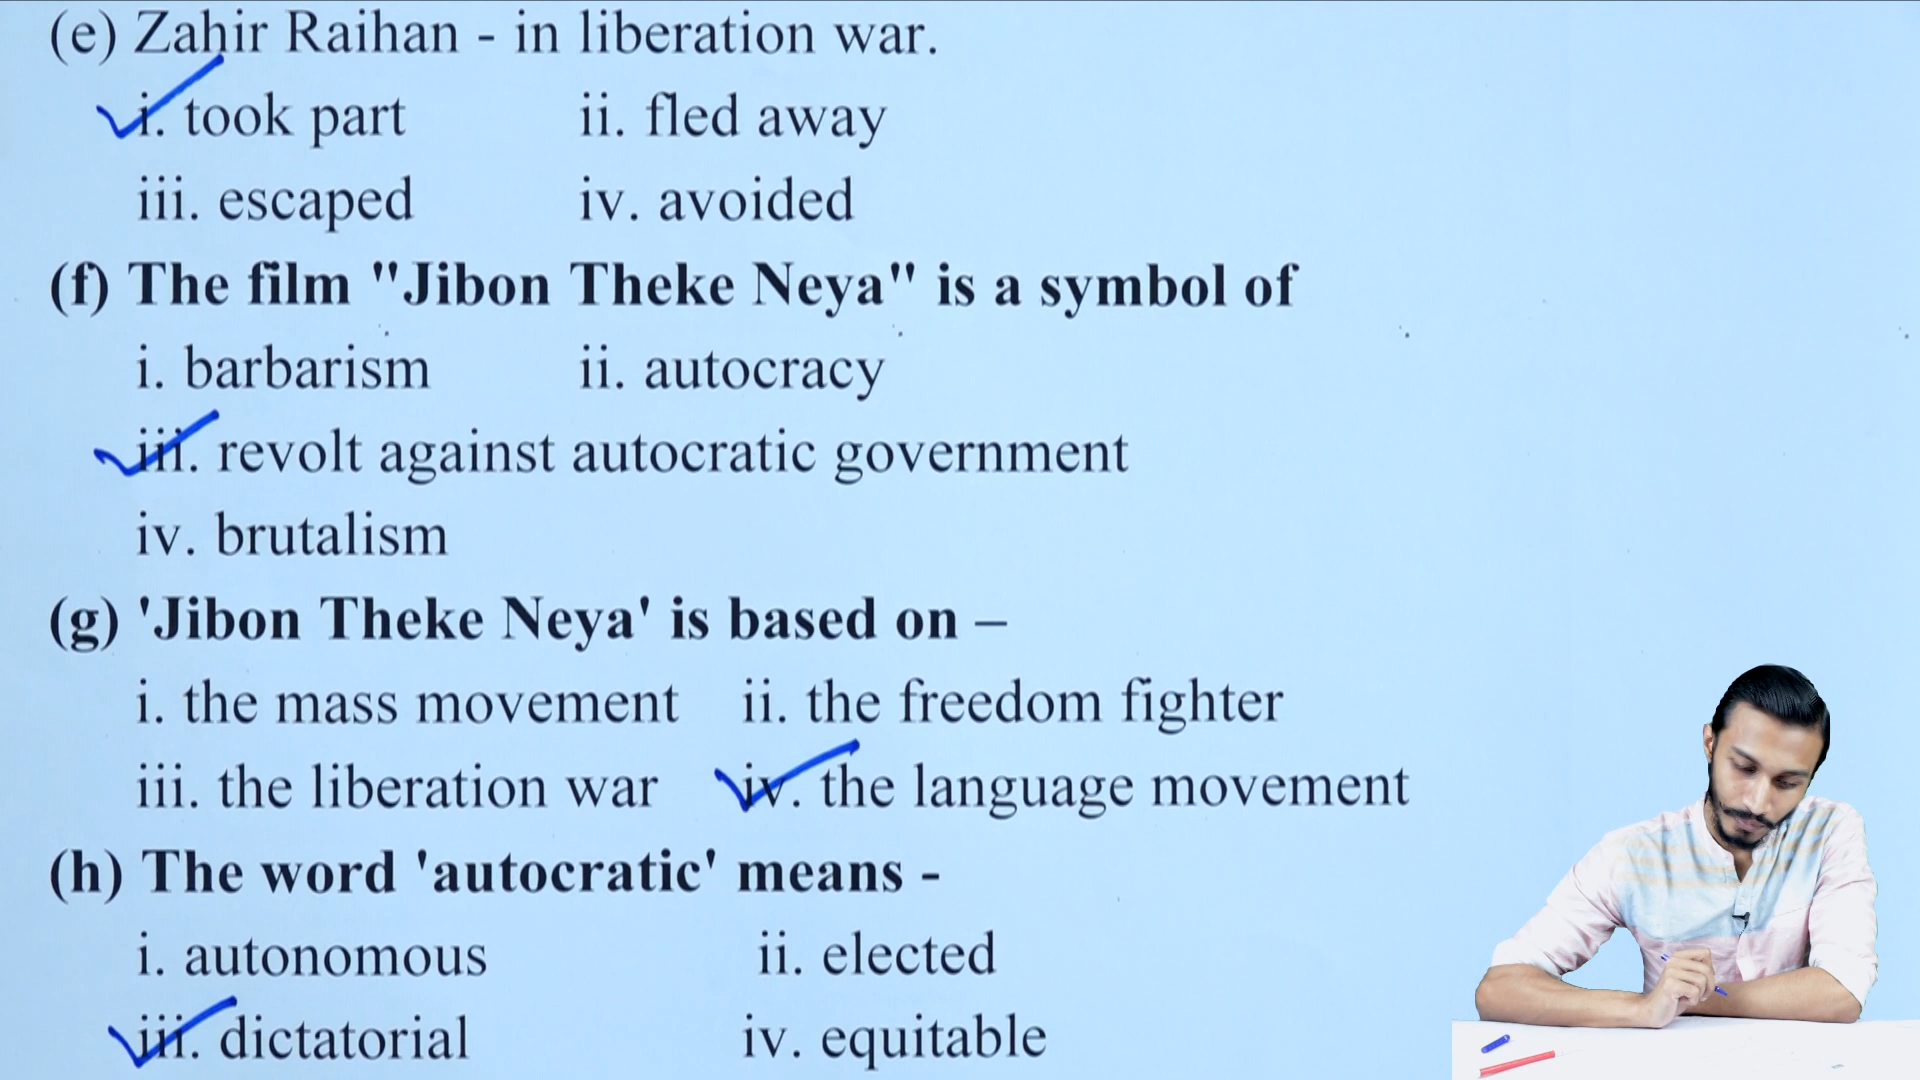 (e) Zahir Raihan - in liberation war.
i. took part ii. fled away
iii. escaped iv. avoided
(f) The film "Jibon Theke Neya" is a symbol of
i. barbarism ii. autocracy
iii. revolt against autocratic government
iv. brutalism
(g) 'Jibon Theke Neya' is based on –
i. the mass movement ii. the freedom fighter
iii. the liberation war iv. the language movement
(h) The word 'autocratic' means -
i. autonomous ii. elected
iii. dictatorial iv. equitable